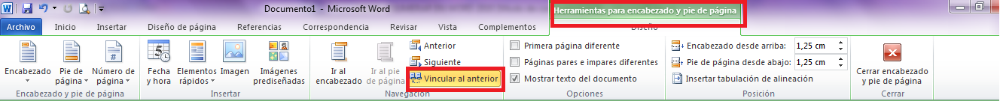 Documento1 - Microsoft Word
Herramientas para encabezado y pie de página
Archivo Inicio Insertar Diseño de página Referencias Correspondencia Revisar Vista Complementos Diseño
Encabezado
Pie de página
Número de página
Encabezado y pie de página
Fecha y hora
Elementos rápidos
Imagen
Imágenes prediseñadas
Insertar
Ir al encabezado
Ir al pie de página
Anterior
Siguiente
Vincular al anterior
Navegación
Primera página diferente
Páginas pares e impares diferentes
Mostrar texto del documento
Opciones
Encabezado desde arriba: 1,25 cm
Pie de página desde abajo: 1,25 cm
Insertar tabulación de alineación
Posición
Cerrar encabezado y pie de página
Cerrar